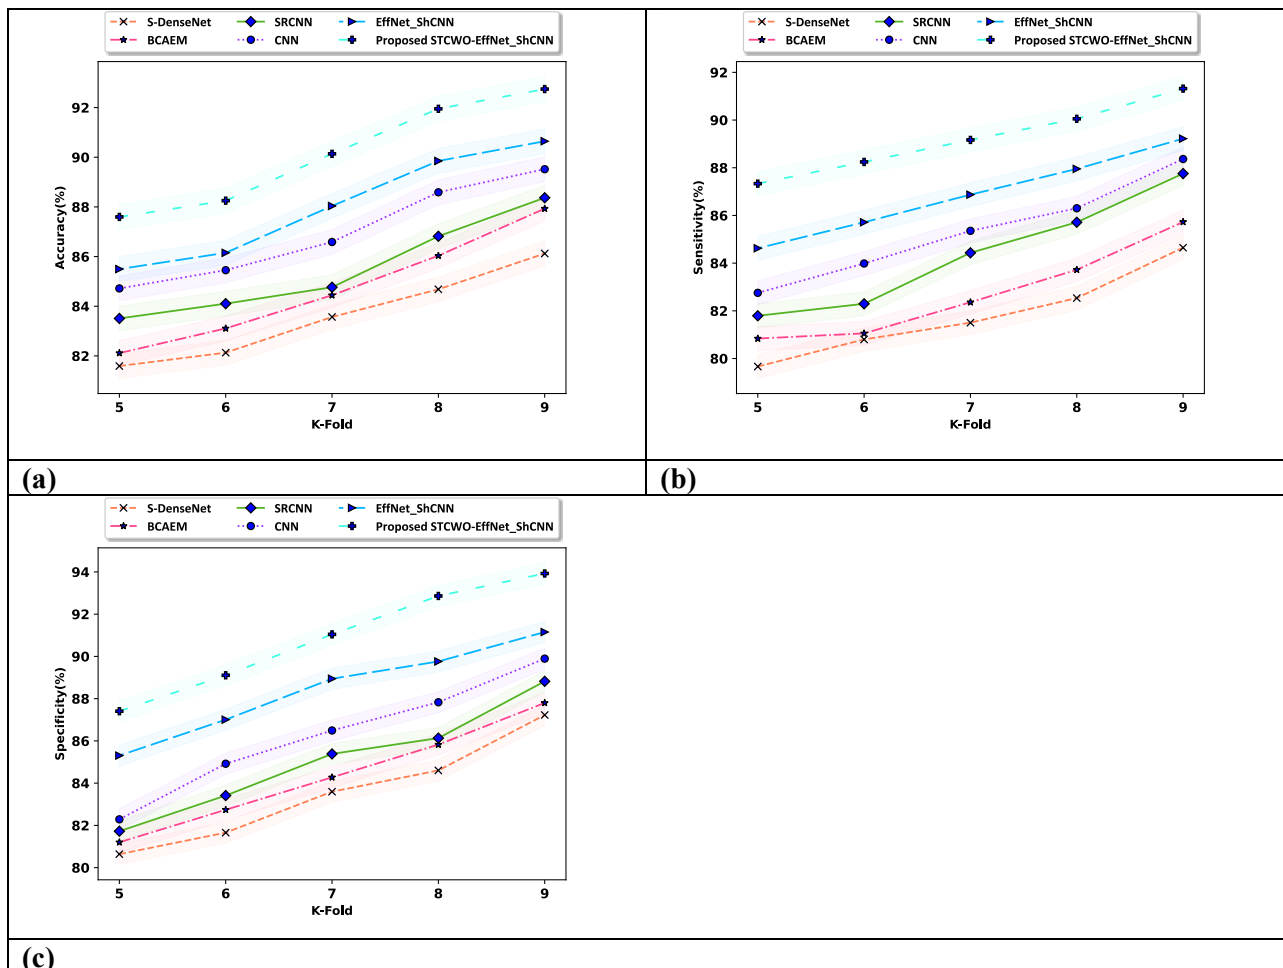 S-DenseNet SRCNN EffNet_ShCNN
BCAEM CNN Proposed STCWO-EffNet_ShCNN
Accuracy(%)
92
90
88
86
84
82
5 6 7 8 9
K-Fold
(a)
S-DenseNet SRCNN EffNet_ShCNN
BCAEM CNN Proposed STCWO-EffNet_ShCNN
Sensitivity(%)
92
90
88
86
84
82
80
5 6 7 8 9
K-Fold
(b)
S-DenseNet SRCNN EffNet_ShCNN
BCAEM CNN Proposed STCWO-EffNet_ShCNN
Specificity(%)
94
92
90
88
86
84
82
80
5 6 7 8 9
K-Fold
(c)